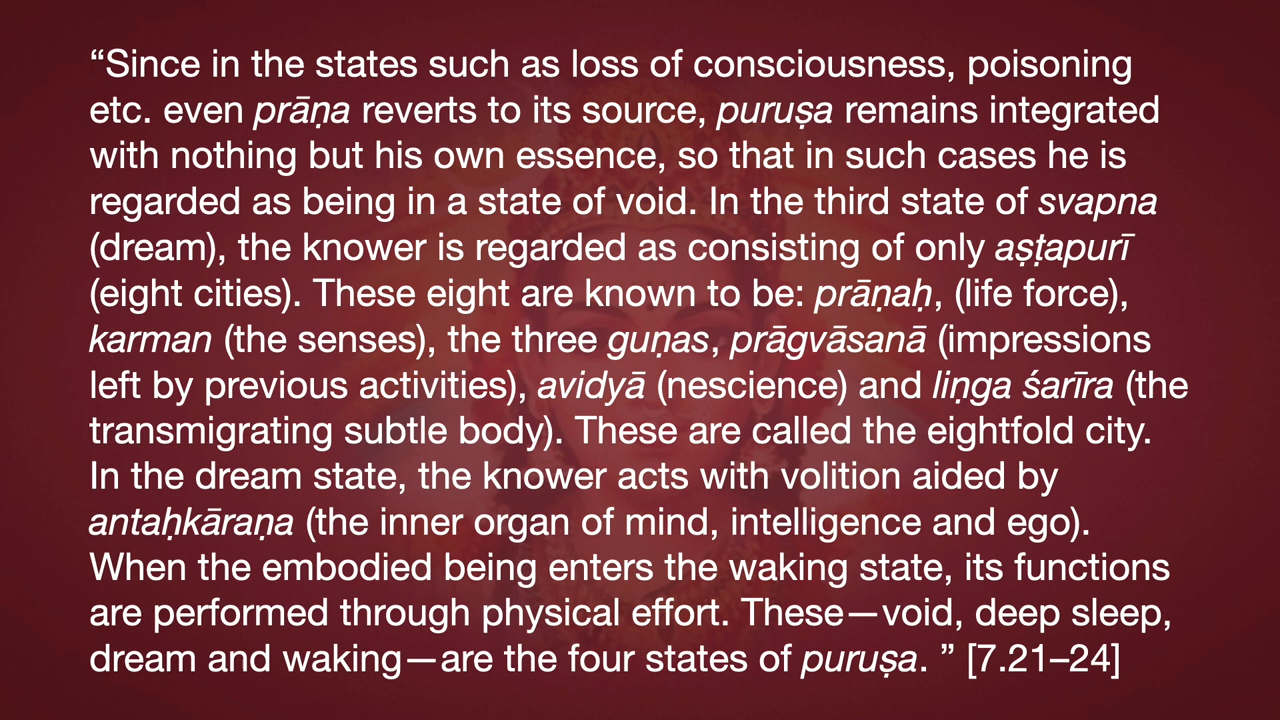 “Since in the states such as loss of consciousness, poisoning
etc. even prāṇa reverts to its source, puruṣa remains integrated
with nothing but his own essence, so that in such cases he is
regarded as being in a state of void. In the third state of svapna
(dream), the knower is regarded as consisting of only aṣṭapurī
(eight cities). These eight are known to be: prāṇaḥ, (life force),
karman (the senses), the three guṇas, prāgvāsanā (impressions
left by previous activities), avidyā (nescience) and liṇga śarīra (the
transmigrating subtle body). These are called the eightfold city.
In the dream state, the knower acts with volition aided by
antaḥkāraṇa (the inner organ of mind, intelligence and ego).
When the embodied being enters the waking state, its functions
are performed through physical effort. These—void, deep sleep,
dream and waking—are the four states of puruṣa. ” [7.21–24]